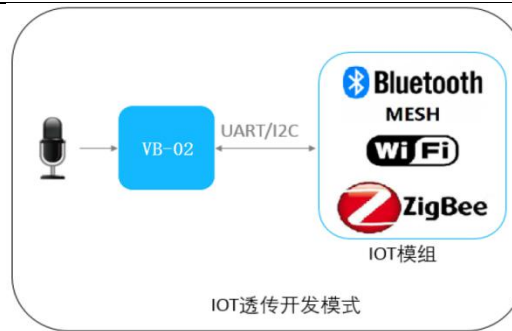 Bluetooth
MESH
VB-02
UART/I2C
WiFi
ZigBee
IOT模组
IOT透传开发模式